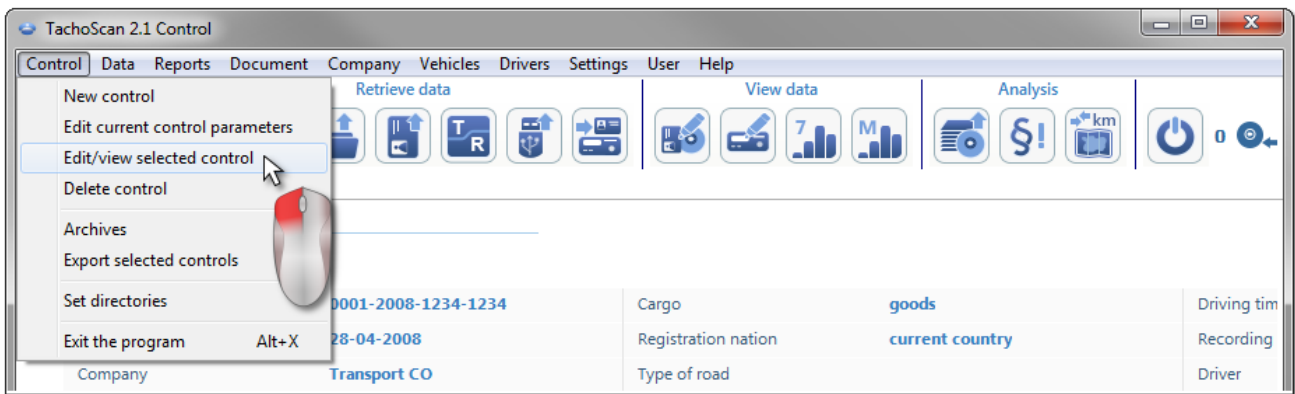 TachoScan 2.1 Control
Control Data Reports Document Company Vehicles Drivers Settings User Help
New control
Edit current control parameters
Edit/view selected control
Delete control
Archives
Export selected controls
Set directories
Exit the program Alt+X
Retrieve data View data Analysis
T R 7 M §! km 0
0001-2008-1234-1234 Cargo goods Driving tim
28-04-2008 Registration nation current country Recording
Company Transport CO Type of road Driver